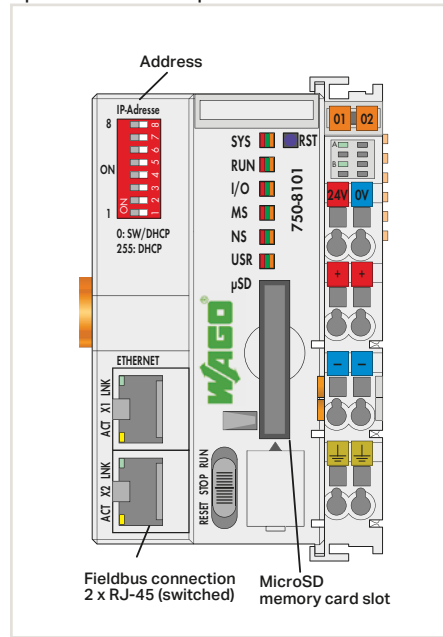 Address
IP-Adresse
8
ON
1
ON
1 2 3 4 5 6 7 8
0: SW/DHCP
255: DHCP
SYS
RST
RUN
I/O
MS
NS
USR
µSD
750-8101
WAGO
ETHERNET
ACT X1 LNK
ACT X2 LNK
RESET STOP RUN
01 02
A
B
24V 0V
+ +
− −
Fieldbus connection
2 x RJ-45 (switched)
MicroSD
memory card slot